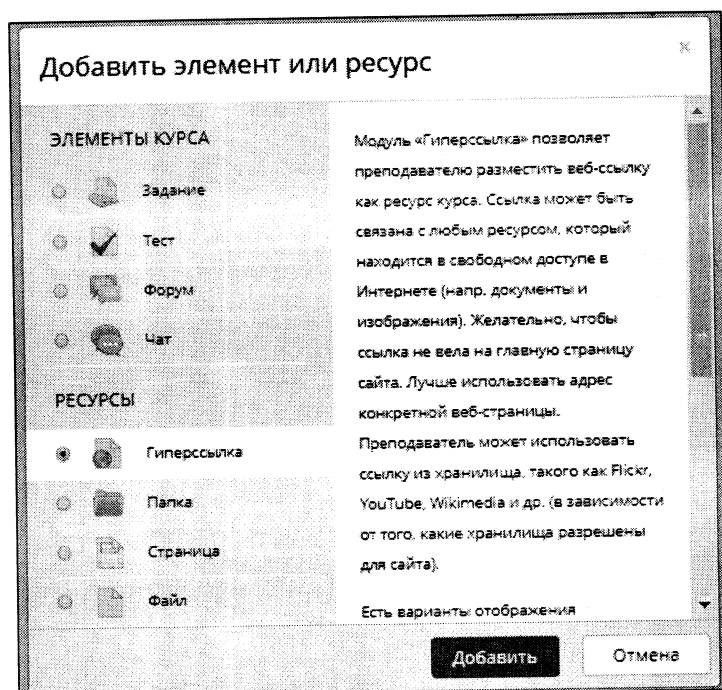 Добавить элемент или ресурс
×
ЭЛЕМЕНТЫ КУРСА
Задание
Тест
Форум
Чат
РЕСУРСЫ
Гиперссылка
Папка
Страница
Файл
Модуль «Гиперссылка» позволяет
преподавателю разместить веб-ссылку
как ресурс курса. Ссылка может быть
связана с любым ресурсом, который
находится в свободном доступе в
Интернете (напр. документы и
изображения). Желательно, чтобы
ссылка не вела на главную страницу
сайта. Лучше использовать адрес
конкретной веб-страницы.
Преподаватель может использовать
ссылку из хранилища, такого как Flickr,
YouTube, Wikimedia и др. (в зависимости
от того, какие хранилища разрешены
для сайта).
Есть варианты отображения
Добавить
Отмена